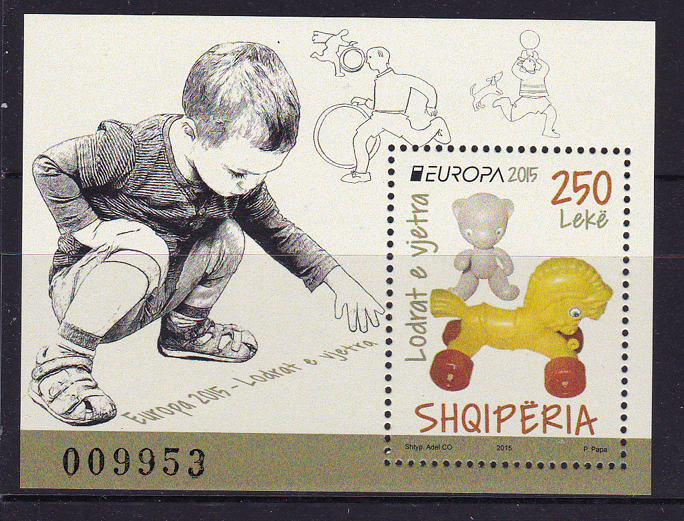 EUROPA 2015
250
Lekë
Lodrat e vjetra
SHQIPËRIA
Shtyp. Adel CO 2015 P. Papa
Europa 2015 - Lodrat e vjetra
009953